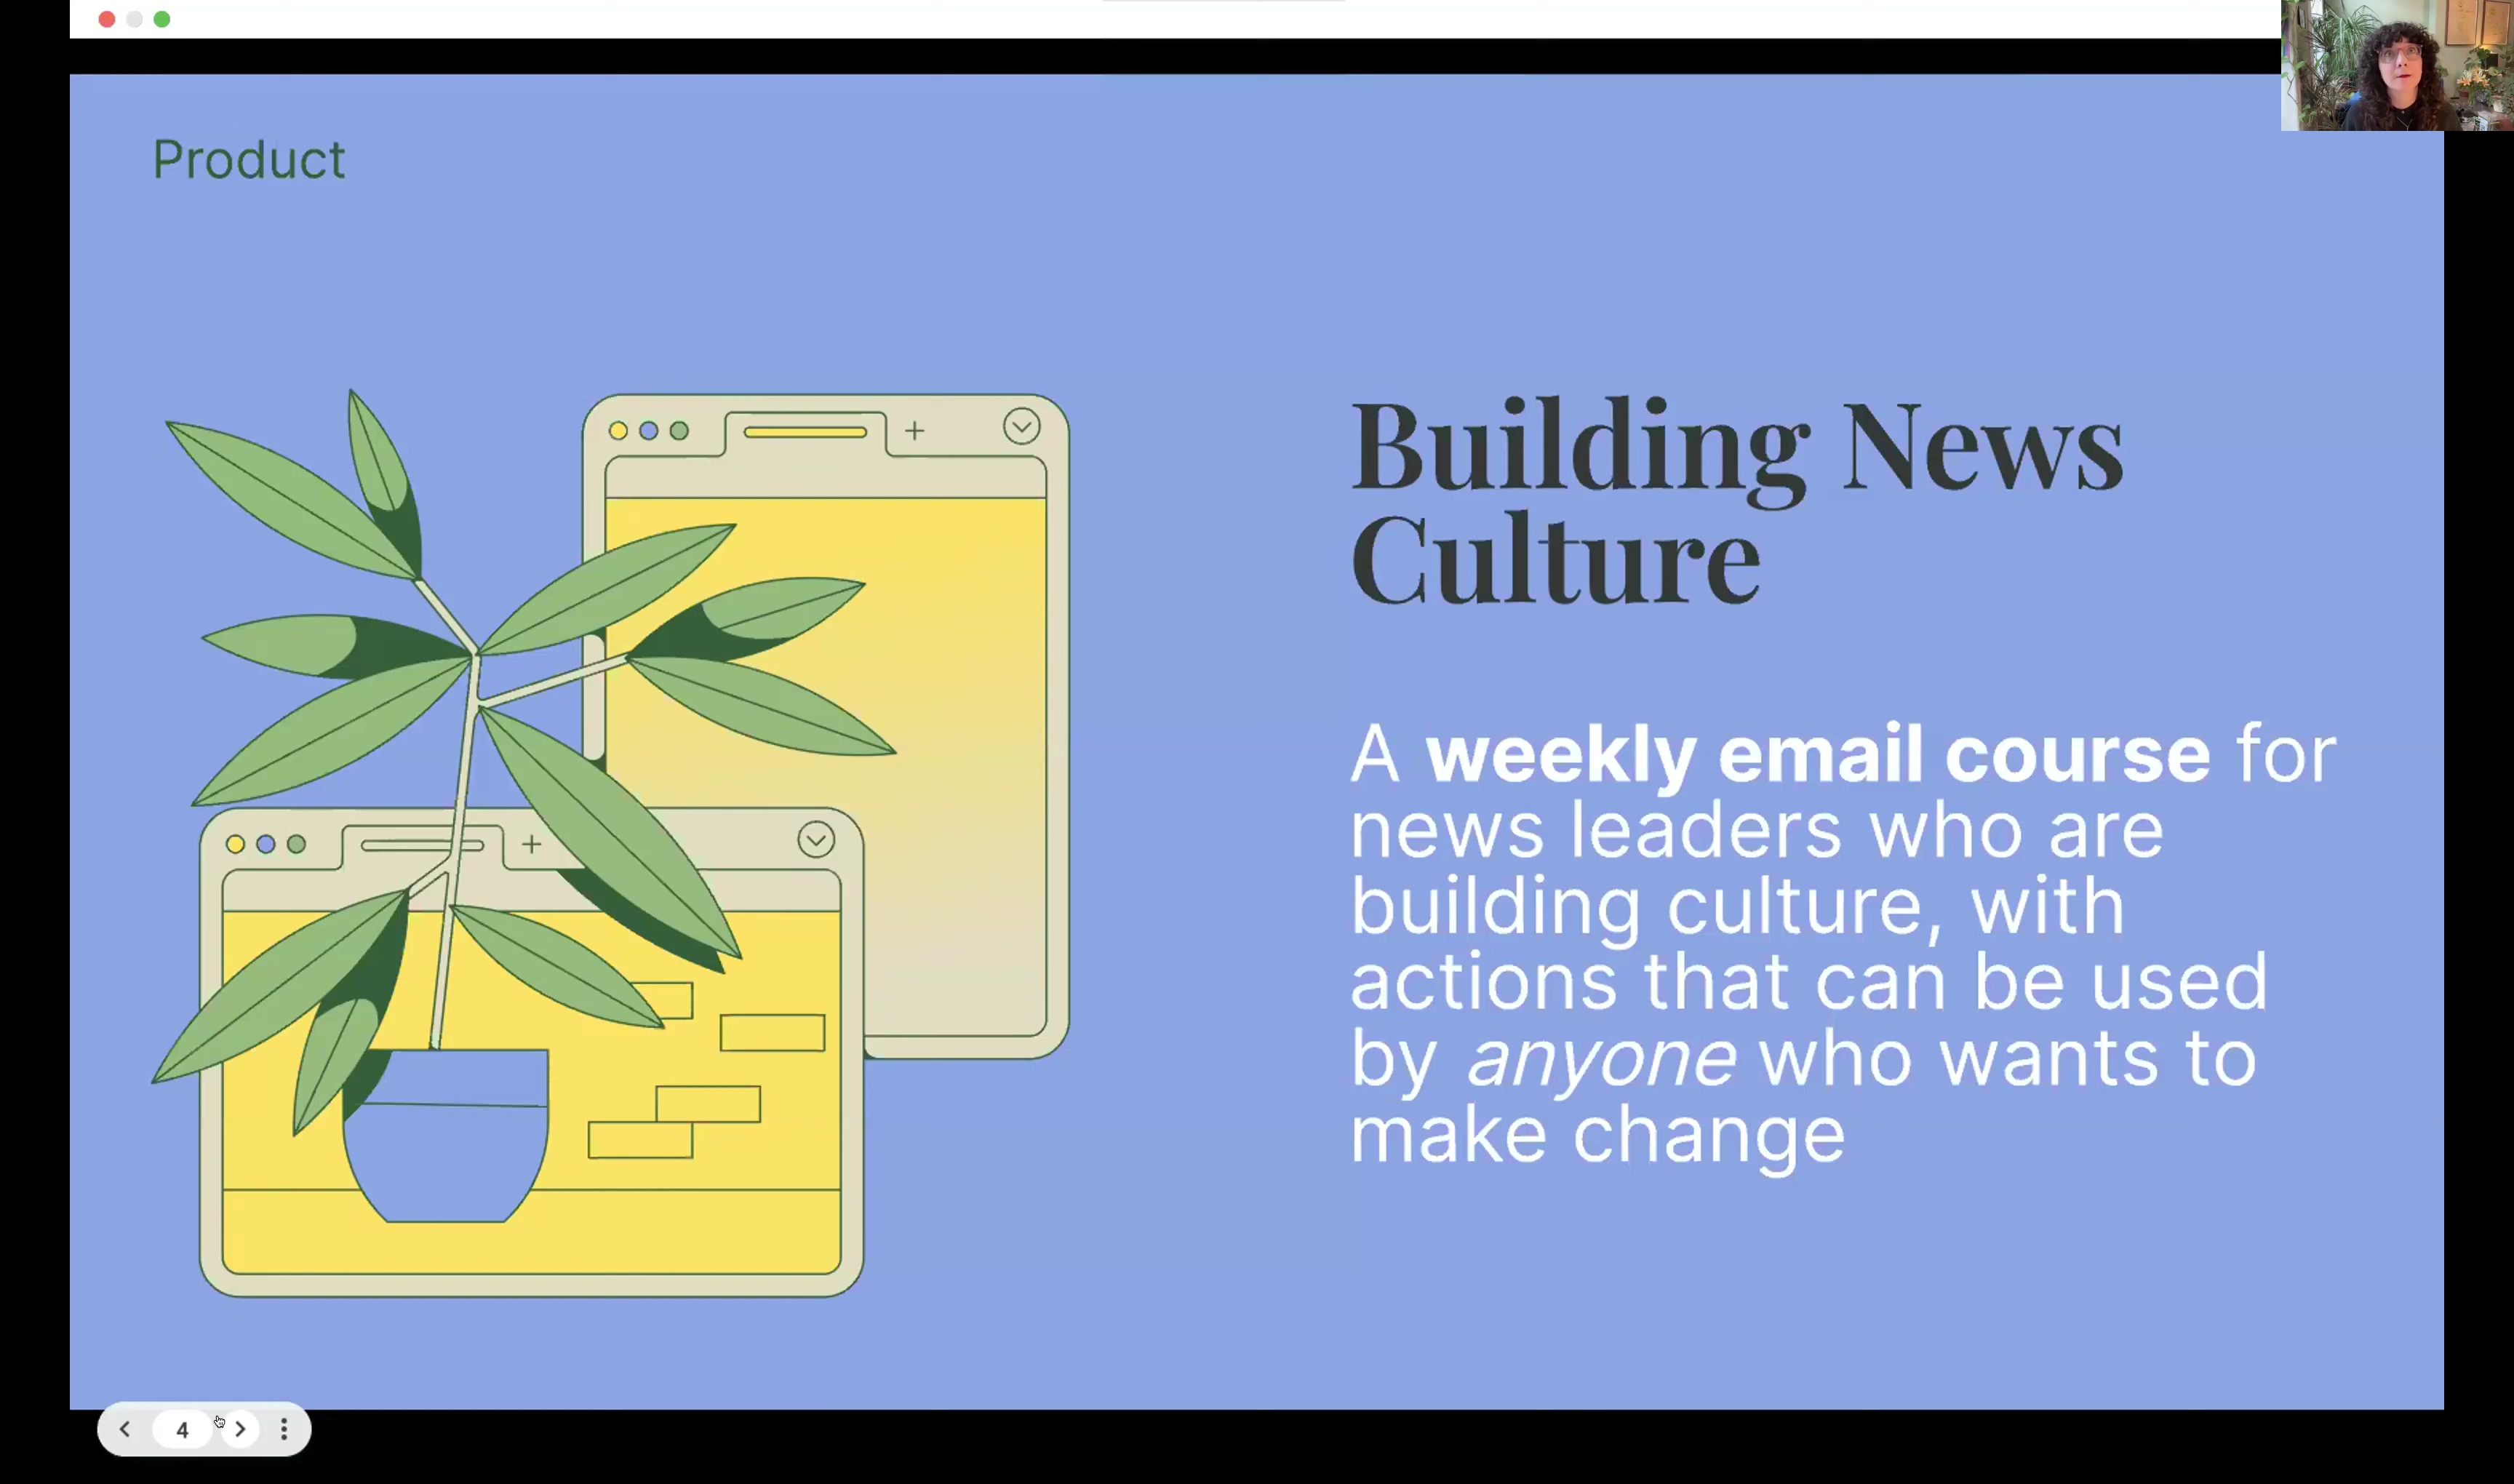 Product
Building News
Culture
A weekly email course for
news leaders who are
building culture, with
actions that can be used
by anyone who wants to
make change
4